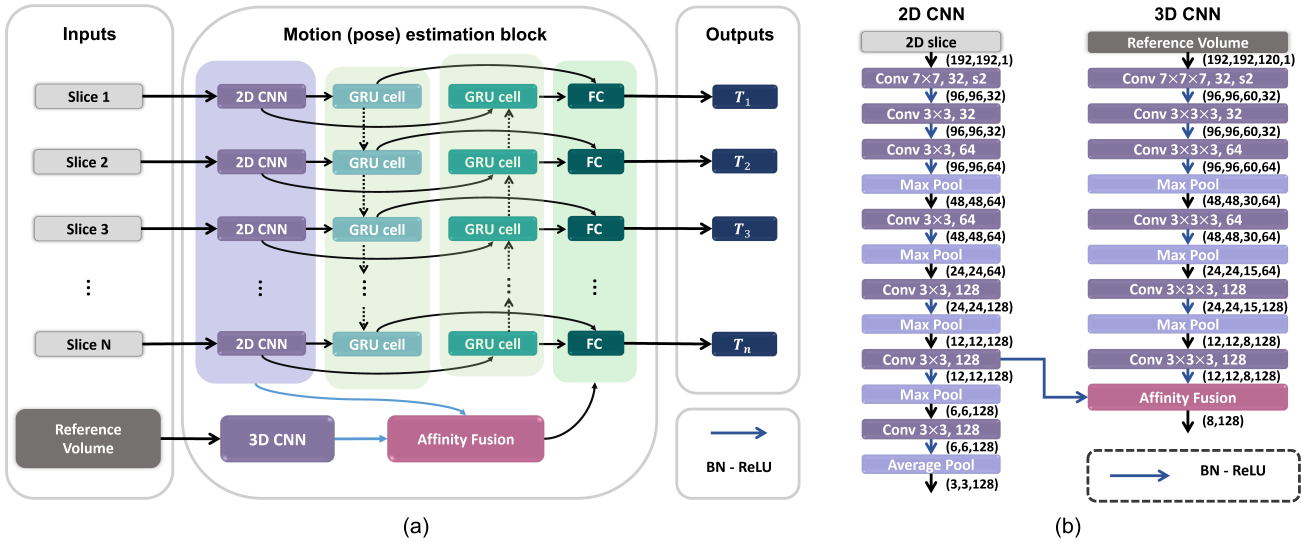 Inputs
Motion (pose) estimation block
Outputs
Slice 1
2D CNN
GRU cell
GRU cell
FC
T1
Slice 2
2D CNN
GRU cell
GRU cell
FC
T2
Slice 3
2D CNN
GRU cell
GRU cell
FC
T3
...
...
...
...
...
Slice N
2D CNN
GRU cell
GRU cell
FC
Tn
Reference
Volume
3D CNN
Affinity Fusion
BN - ReLU
(a)
2D CNN
2D slice
(192,192,1)
Conv 7×7, 32, s2
(96,96,32)
Conv 3×3, 32
(96,96,32)
Conv 3×3, 64
(96,96,64)
Max Pool
(48,48,64)
Conv 3×3, 64
(48,48,64)
Max Pool
(24,24,64)
Conv 3×3, 128
(24,24,128)
Max Pool
(12,12,128)
Conv 3×3, 128
(12,12,128)
Max Pool
(6,6,128)
Conv 3×3, 128
(6,6,128)
Average Pool
(3,3,128)
3D CNN
Reference Volume
(192,192,120,1)
Conv 7×7×7, 32, s2
(96,96,60,32)
Conv 3×3×3, 32
(96,96,60,32)
Conv 3×3×3, 64
(96,96,60,64)
Max Pool
(48,48,30,64)
Conv 3×3×3, 64
(48,48,30,64)
Max Pool
(24,24,15,64)
Conv 3×3×3, 128
(24,24,15,128)
Max Pool
(12,12,8,128)
Conv 3×3×3, 128
(12,12,8,128)
Affinity Fusion
(8,128)
BN - ReLU
(b)